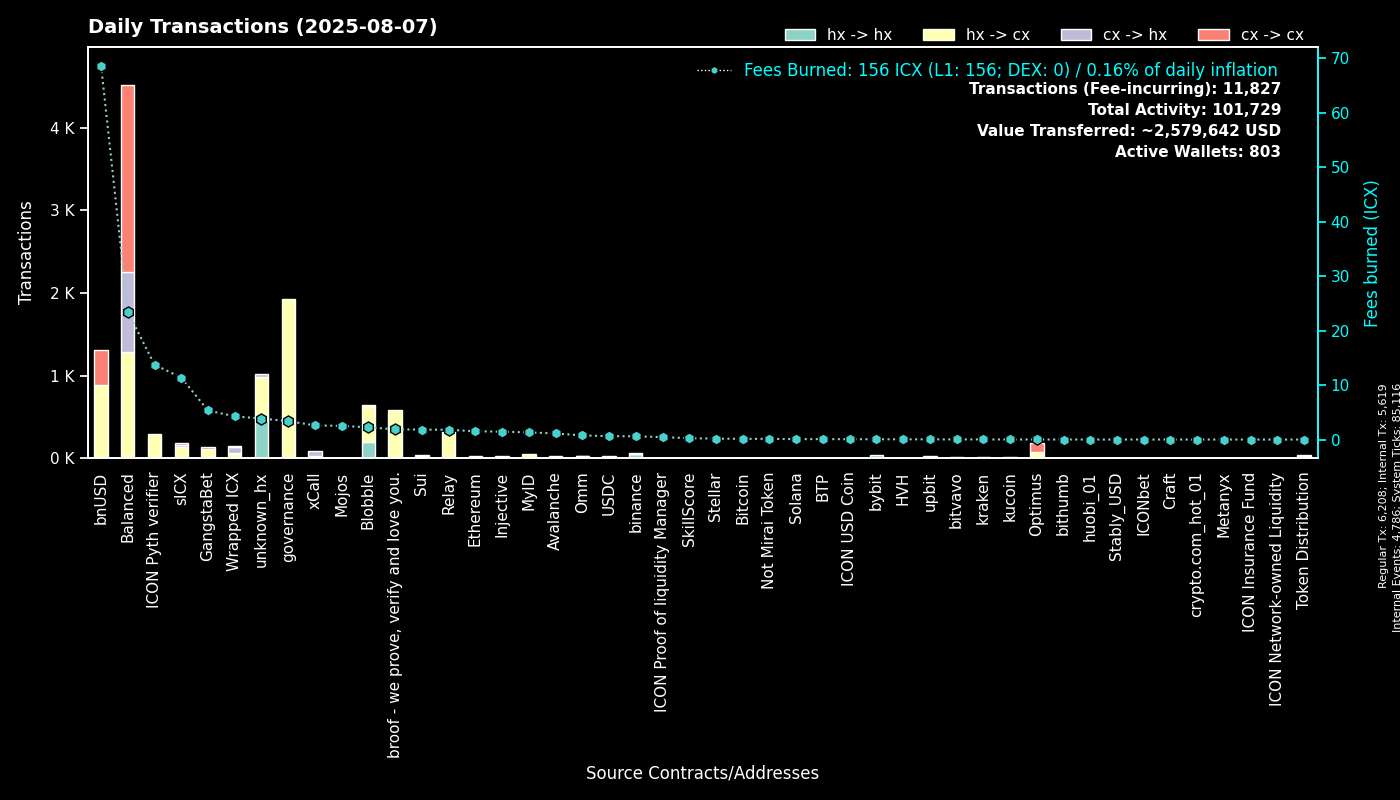 Daily Transactions (2025-08-07)
hx -> hx
hx -> cx
cx -> hx
cx -> cx
Fees Burned: 156 ICX (L1: 156; DEX: 0) / 0.16% of daily inflation
Transactions (Fee-incurring): 11,827
Total Activity: 101,729
Value Transferred: ~2,579,642 USD
Active Wallets: 803
Transactions
4 K
3 K
2 K
1 K
0 K
70
60
50
40
30
20
10
0
Fees burned (ICX)
Regular Tx: 6,208; Internal Tx: 5,619
Internal Events: 4,786; System Ticks: 85,116
bnUSD
Balanced
ICON Pyth verifier
sICX
GangstaBet
Wrapped ICX
unknown_hx
governance
xCall
Mojos
Blobble
broof - we prove, verify and love you.
Sui
Relay
Ethereum
Injective
MyID
Avalanche
Omm
USDC
binance
ICON Proof of liquidity Manager
SkillScore
Stellar
Bitcoin
Not Mirai Token
Solana
BTP
ICON USD Coin
bybit
HVH
upbit
bitvavo
kraken
kucoin
Optimus
bithumb
huobi_01
Stably_USD
ICONbet
Craft
crypto.com_hot_01
Metanyx
ICON Insurance Fund
ICON Network-owned Liquidity
Token Distribution
Source Contracts/Addresses